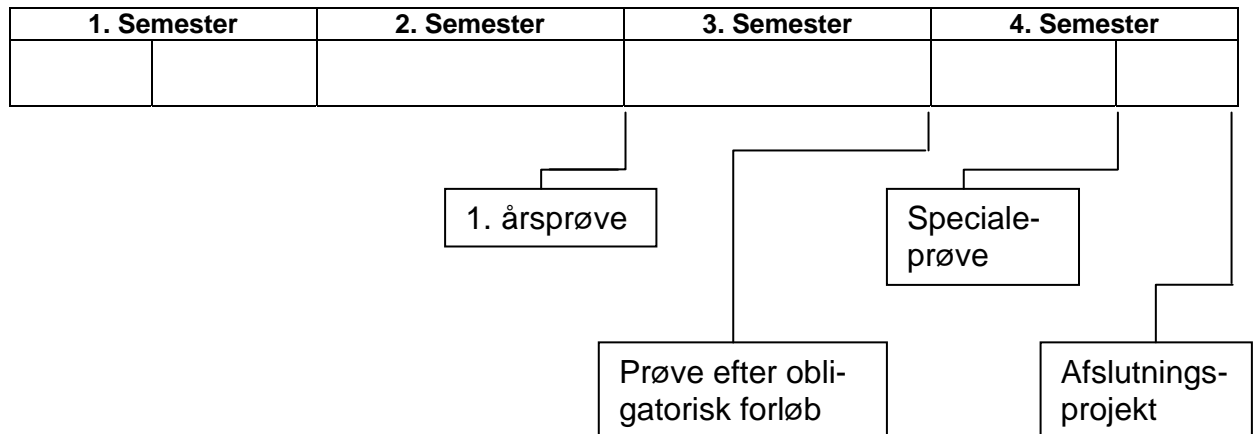 1. Semester 2. Semester 3. Semester 4. Semester
1. årsprøve
Speciale-
prøve
Prøve efter obli-
gatorisk forløb
Afslutnings-
projekt